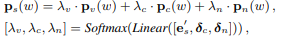 p_s(w) = λ_v · p_v(w) + λ_c · p_c(w) + λ_n · p_n(w) ,
[λ_v, λ_c, λ_n] = Softmax(Linear([e′_s, δ_c, δ_n])) ,